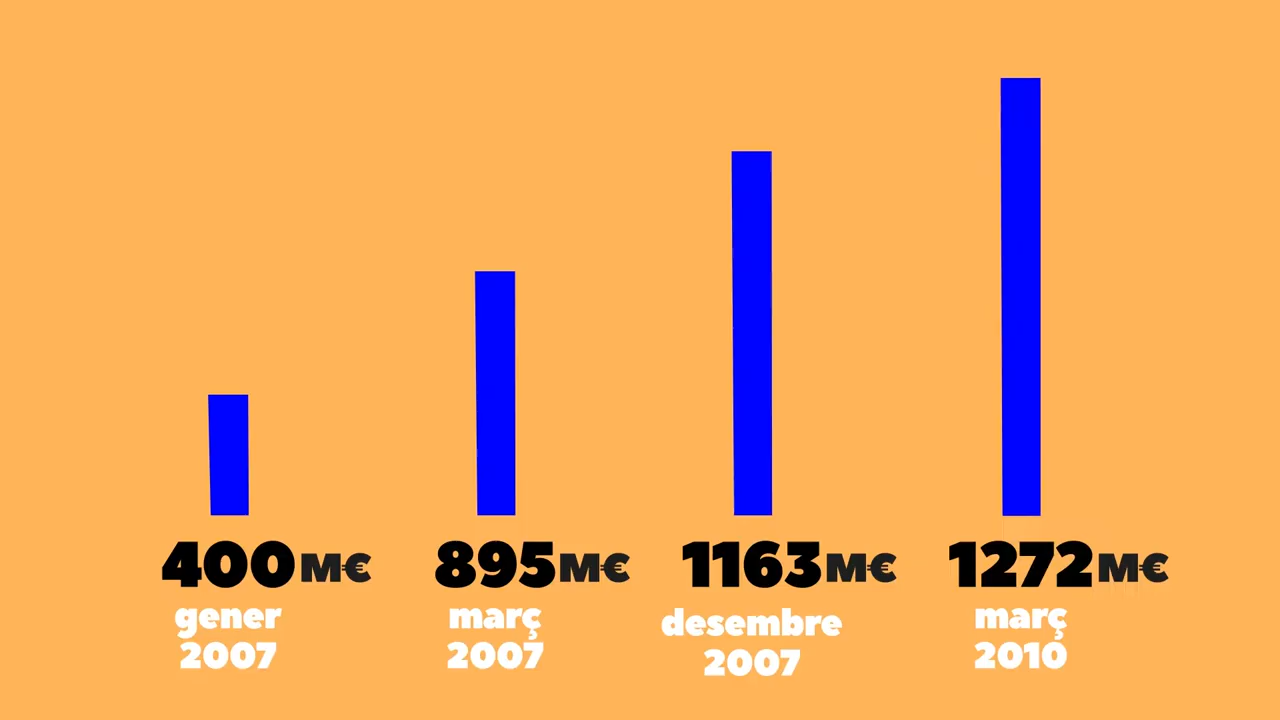 400M€
895M€
1163M€
1272M€
gener
2007
març
2007
desembre
2007
març
2010